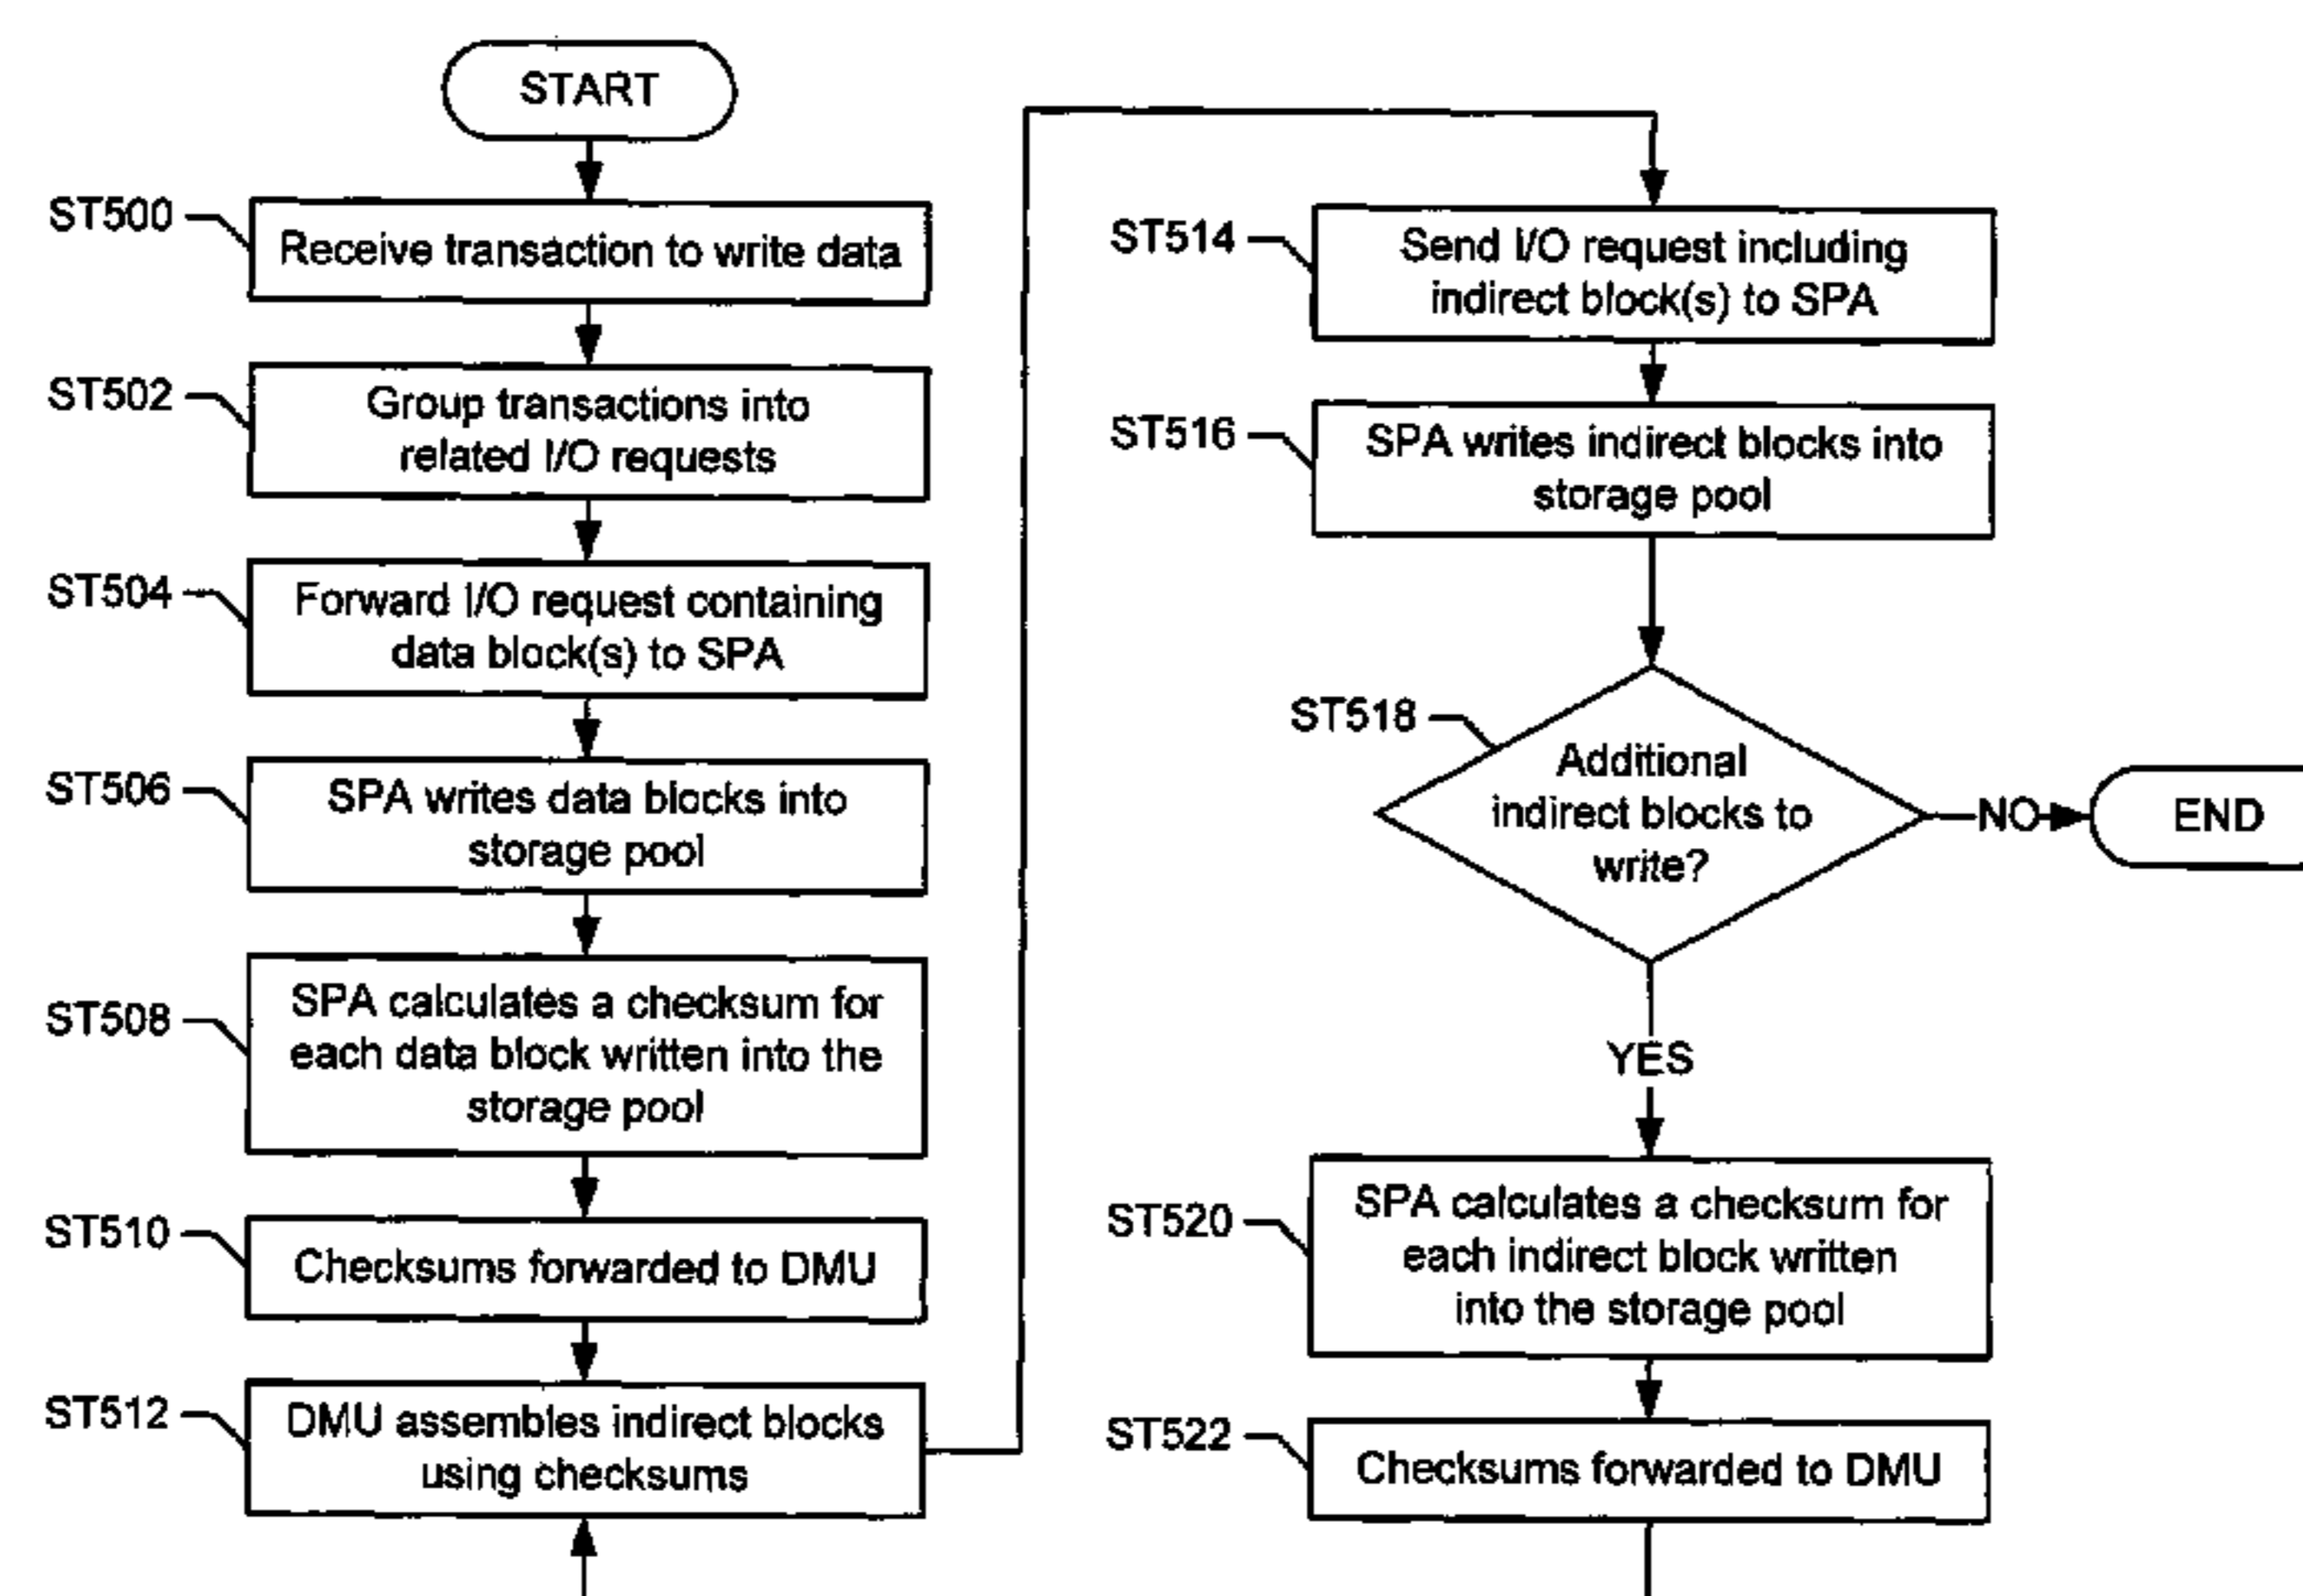 START
ST500
Receive transaction to write data
ST502
Group transactions into
related I/O requests
ST504
Forward I/O request containing
data block(s) to SPA
ST506
SPA writes data blocks into
storage pool
ST508
SPA calculates a checksum for
each data block written into the
storage pool
ST510
Checksums forwarded to DMU
ST512
DMU assembles indirect blocks
using checksums
ST514
Send I/O request including
indirect block(s) to SPA
ST516
SPA writes indirect blocks into
storage pool
ST518
Additional
indirect blocks to
write?
NO
END
YES
ST520
SPA calculates a checksum for
each indirect block written
into the storage pool
ST522
Checksums forwarded to DMU